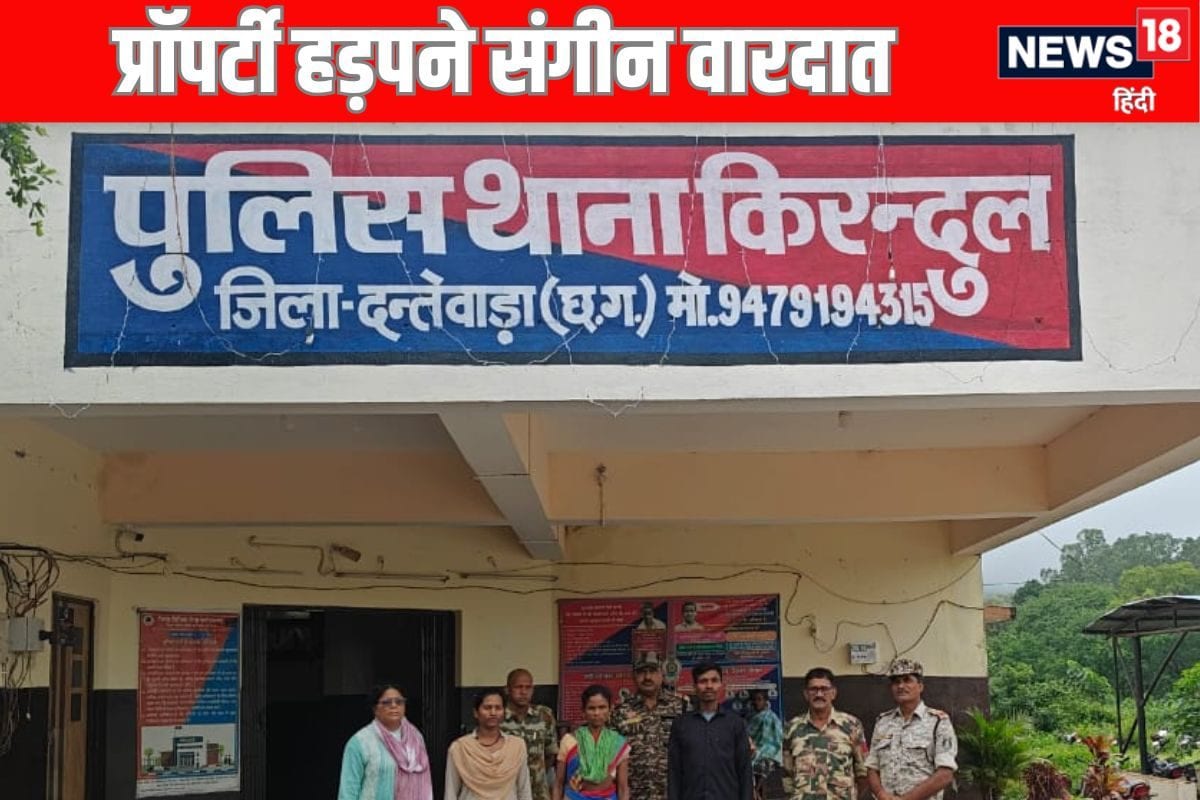 प्रॉपर्टी हड़पने संगीन वारदात
NEWS 18
हिंदी
पुलिस थाना किरन्दुल
जिला-दन्तेवाड़ा (छ.ग.) मो.9479194315